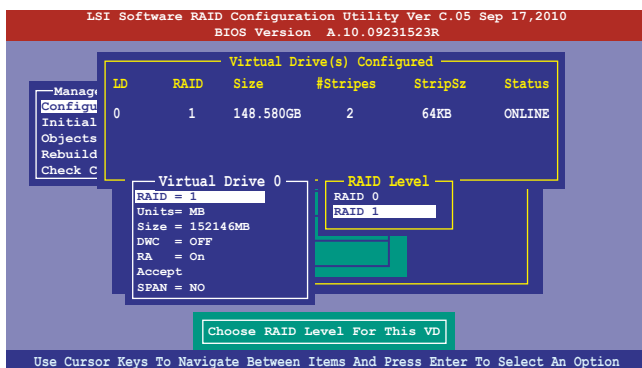 LSI Software RAID Configuration Utility Ver C.05 Sep 17,2010
BIOS Version A.10.09231523R
Virtual Drive(s) Configured
LD RAID Size #Stripes StripSz Status
0 1 148.580GB 2 64KB ONLINE
Manage
Configu
Initial
Objects
Rebuild
Check C
Virtual Drive 0
RAID = 1
Units= MB
Size = 152146MB
DWC = OFF
RA = On
Accept
SPAN = NO
RAID Level
RAID 0
RAID 1
Choose RAID Level For This VD
Use Cursor Keys To Navigate Between Items And Press Enter To Select An Option